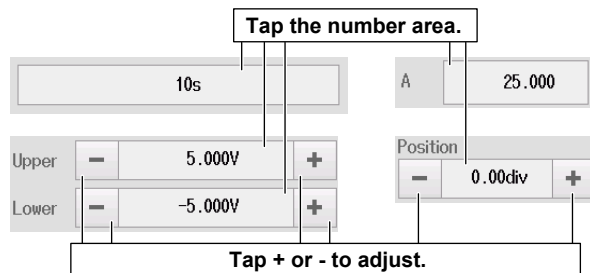 Tap the number area.
10s
A 25.000
Upper − 5.000V +
Lower − -5.000V +
Position
− 0.00div +
Tap + or - to adjust.